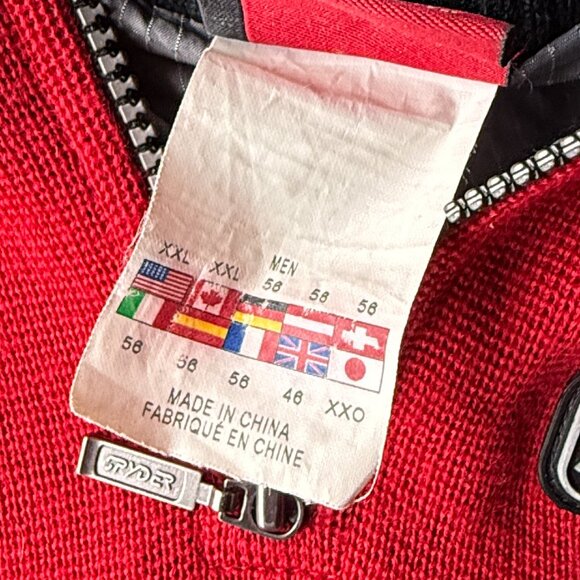 MEN
XXL XXL 56 56 56
56 56 56 46 XXO
MADE IN CHINA
FABRIQUÉ EN CHINE
SPYDER